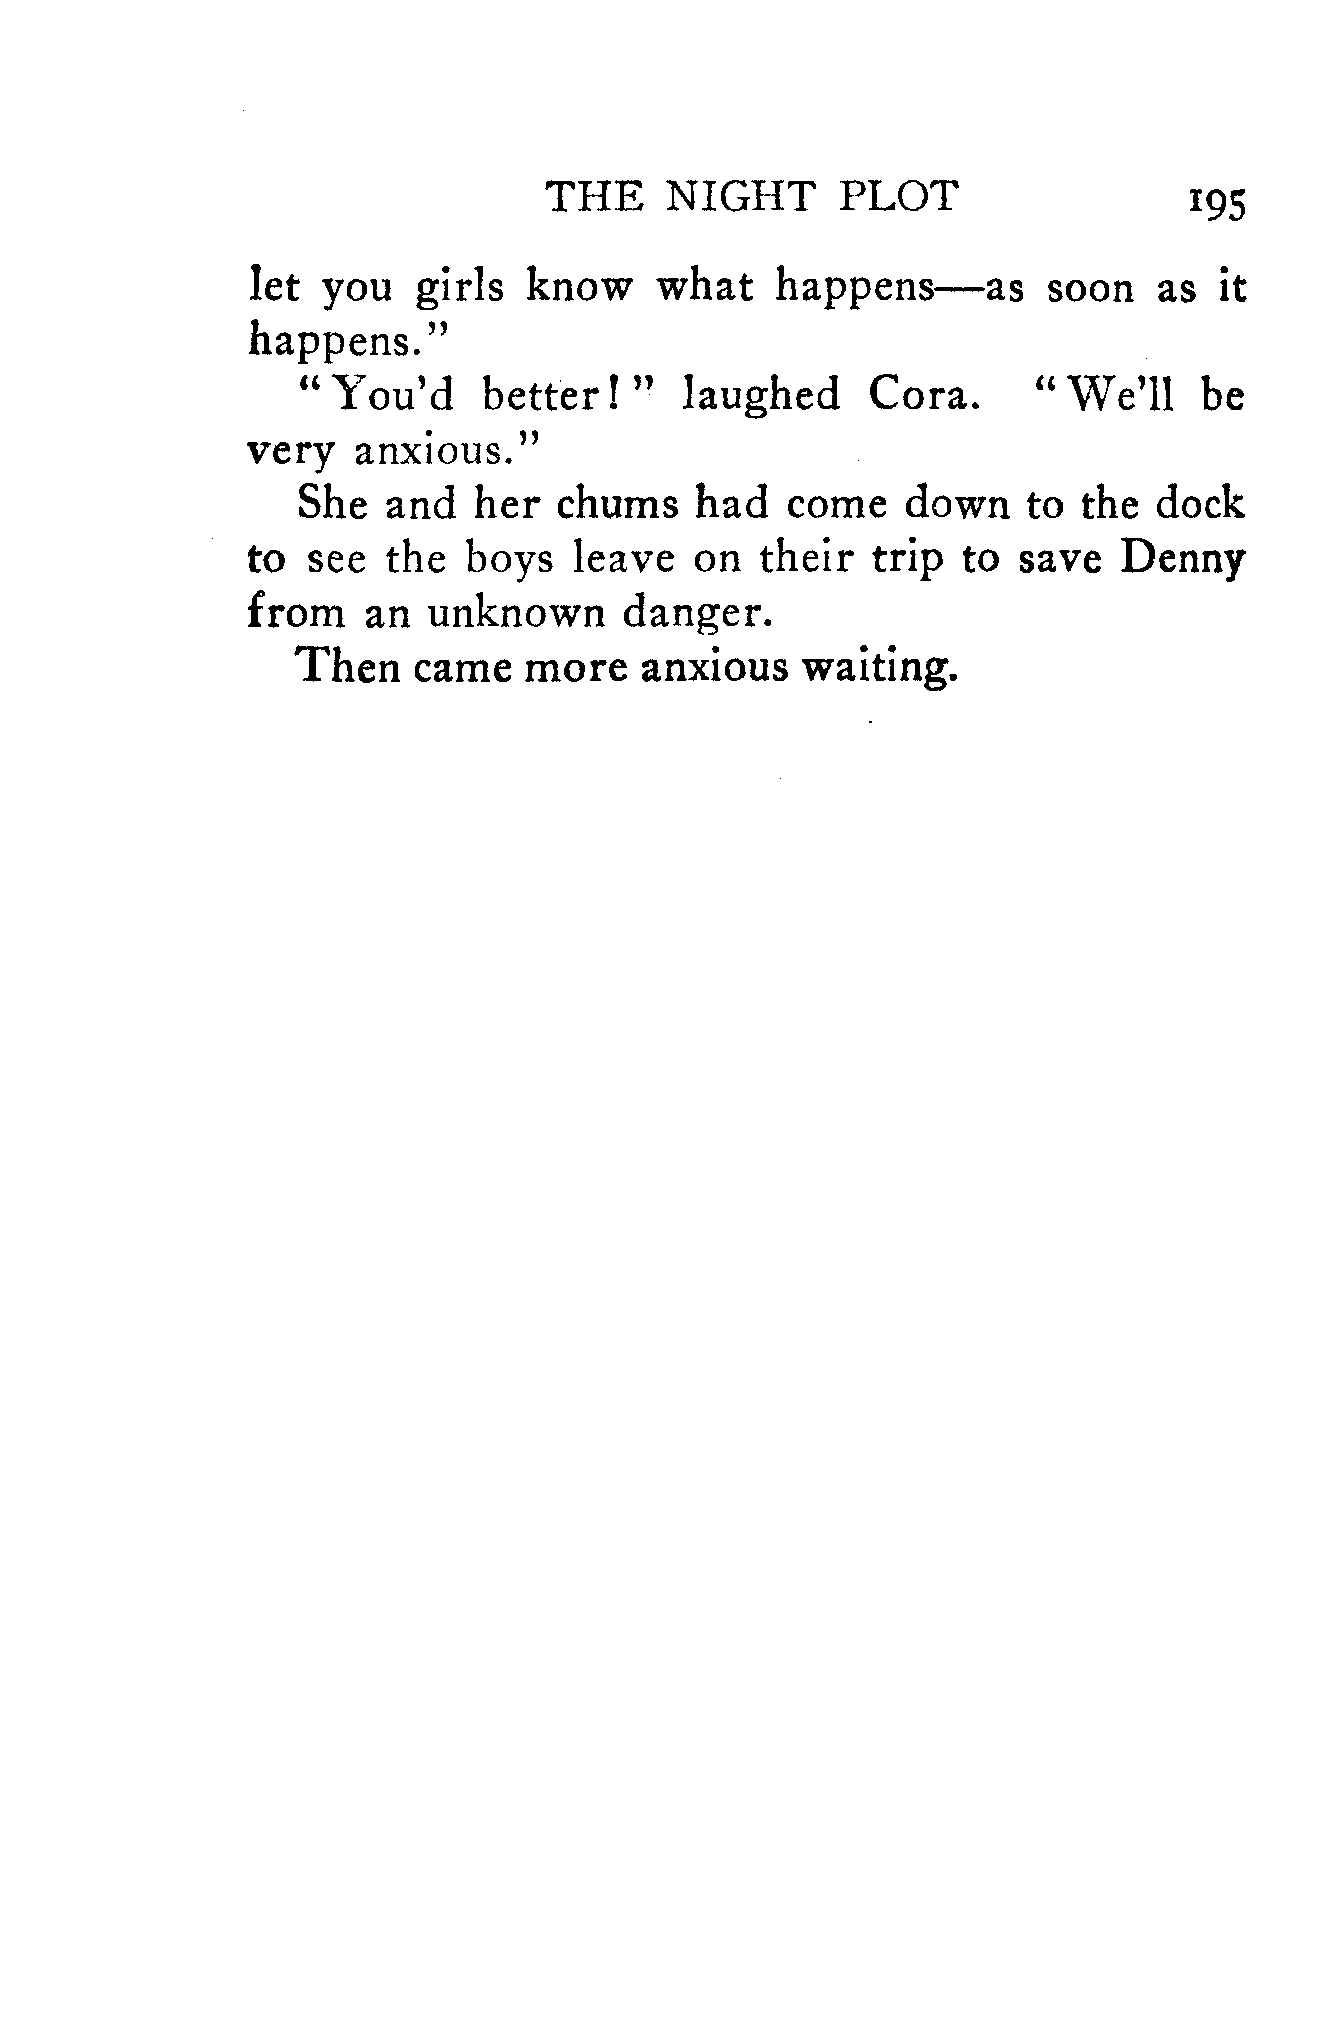 THE NIGHT PLOT 195
let you girls know what happens—as soon as it
happens."
"You'd better!" laughed Cora. "We'll be
very anxious."
She and her chums had come down to the dock
to see the boys leave on their trip to save Denny
from an unknown danger.
Then came more anxious waiting.